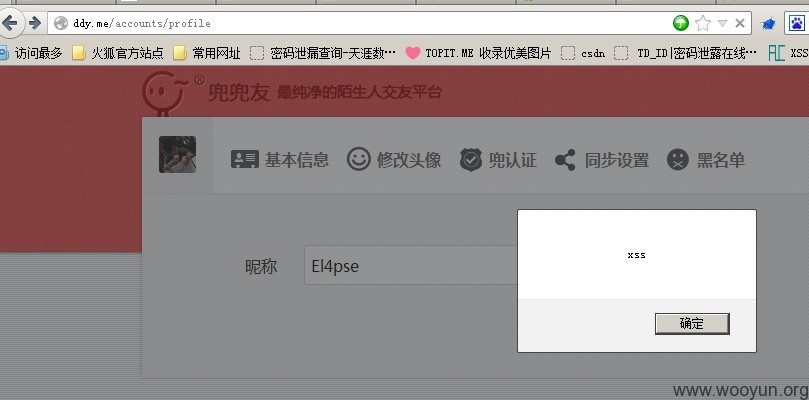 ddy.me/accounts/profile
访问最多 火狐官方站点 常用网址 密码泄漏查询-天涯数… TOPIT.ME 收录优美图片 csdn TD_ID|密码泄露在线… XSS
兜兜友 ® 最纯净的陌生人交友平台
基本信息 修改头像 兜认证 同步设置 黑名单
昵称 El4pse
xss
确定
www.wooyun.org